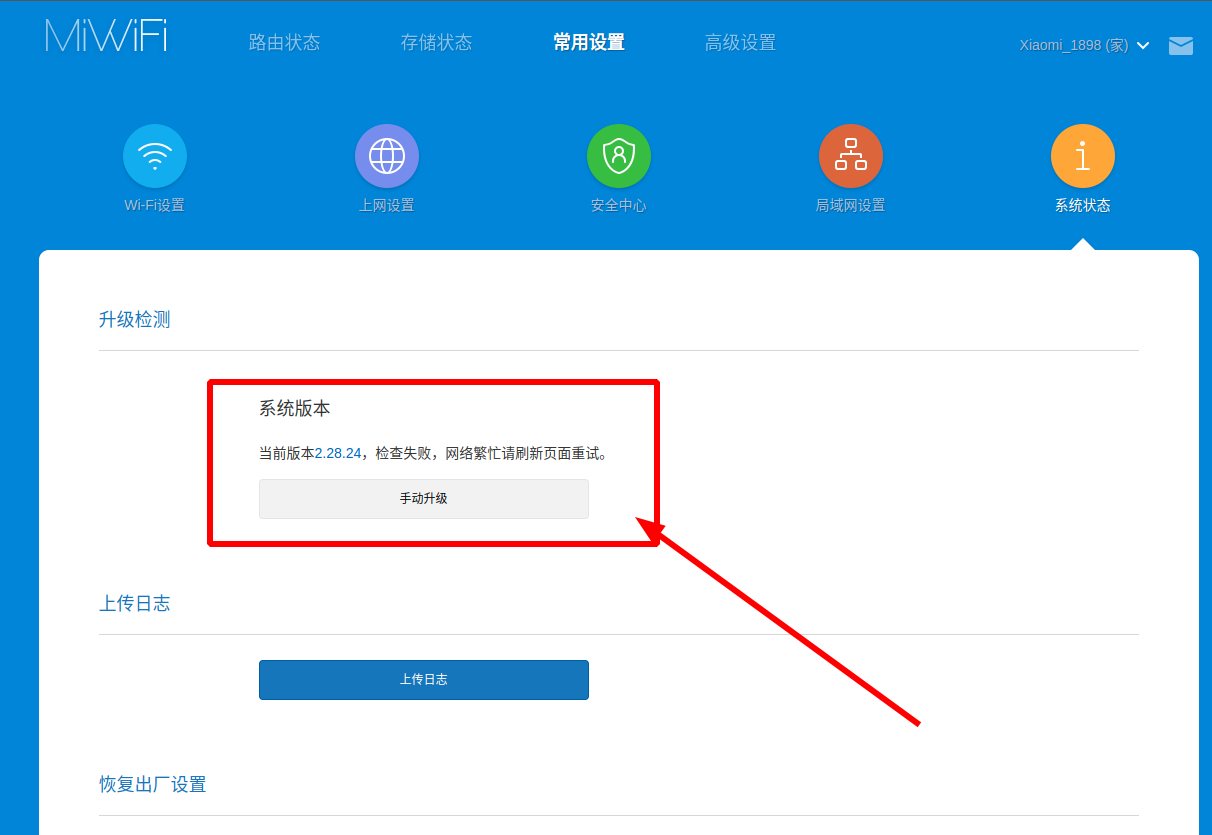 MiWiFi 路由状态 存储状态 常用设置 高级设置 Xiaomi_1898 (家)
Wi-Fi设置 上网设置 安全中心 局域网设置 系统状态
升级检测
系统版本
当前版本2.28.24，检查失败，网络繁忙请刷新页面重试。
手动升级
上传日志
上传日志
恢复出厂设置